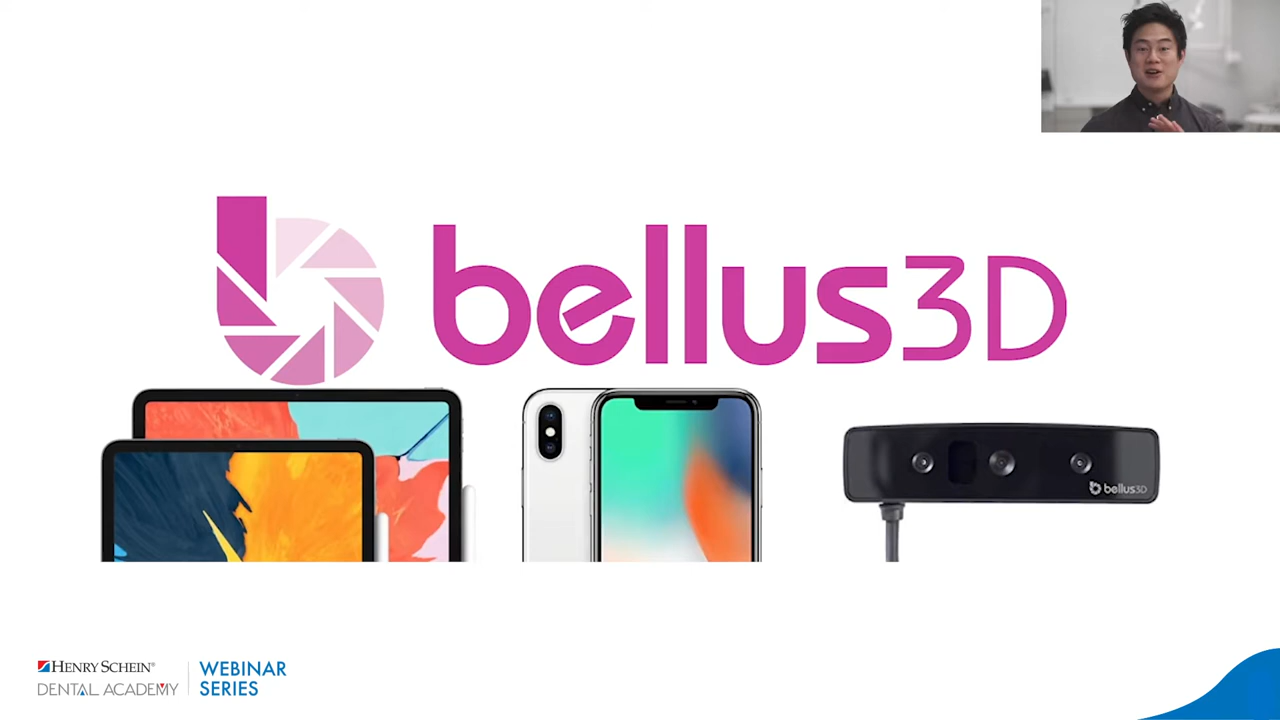 bellus3D
bellus3D
HENRY SCHEIN®
DENTAL ACADEMY
WEBINAR
SERIES